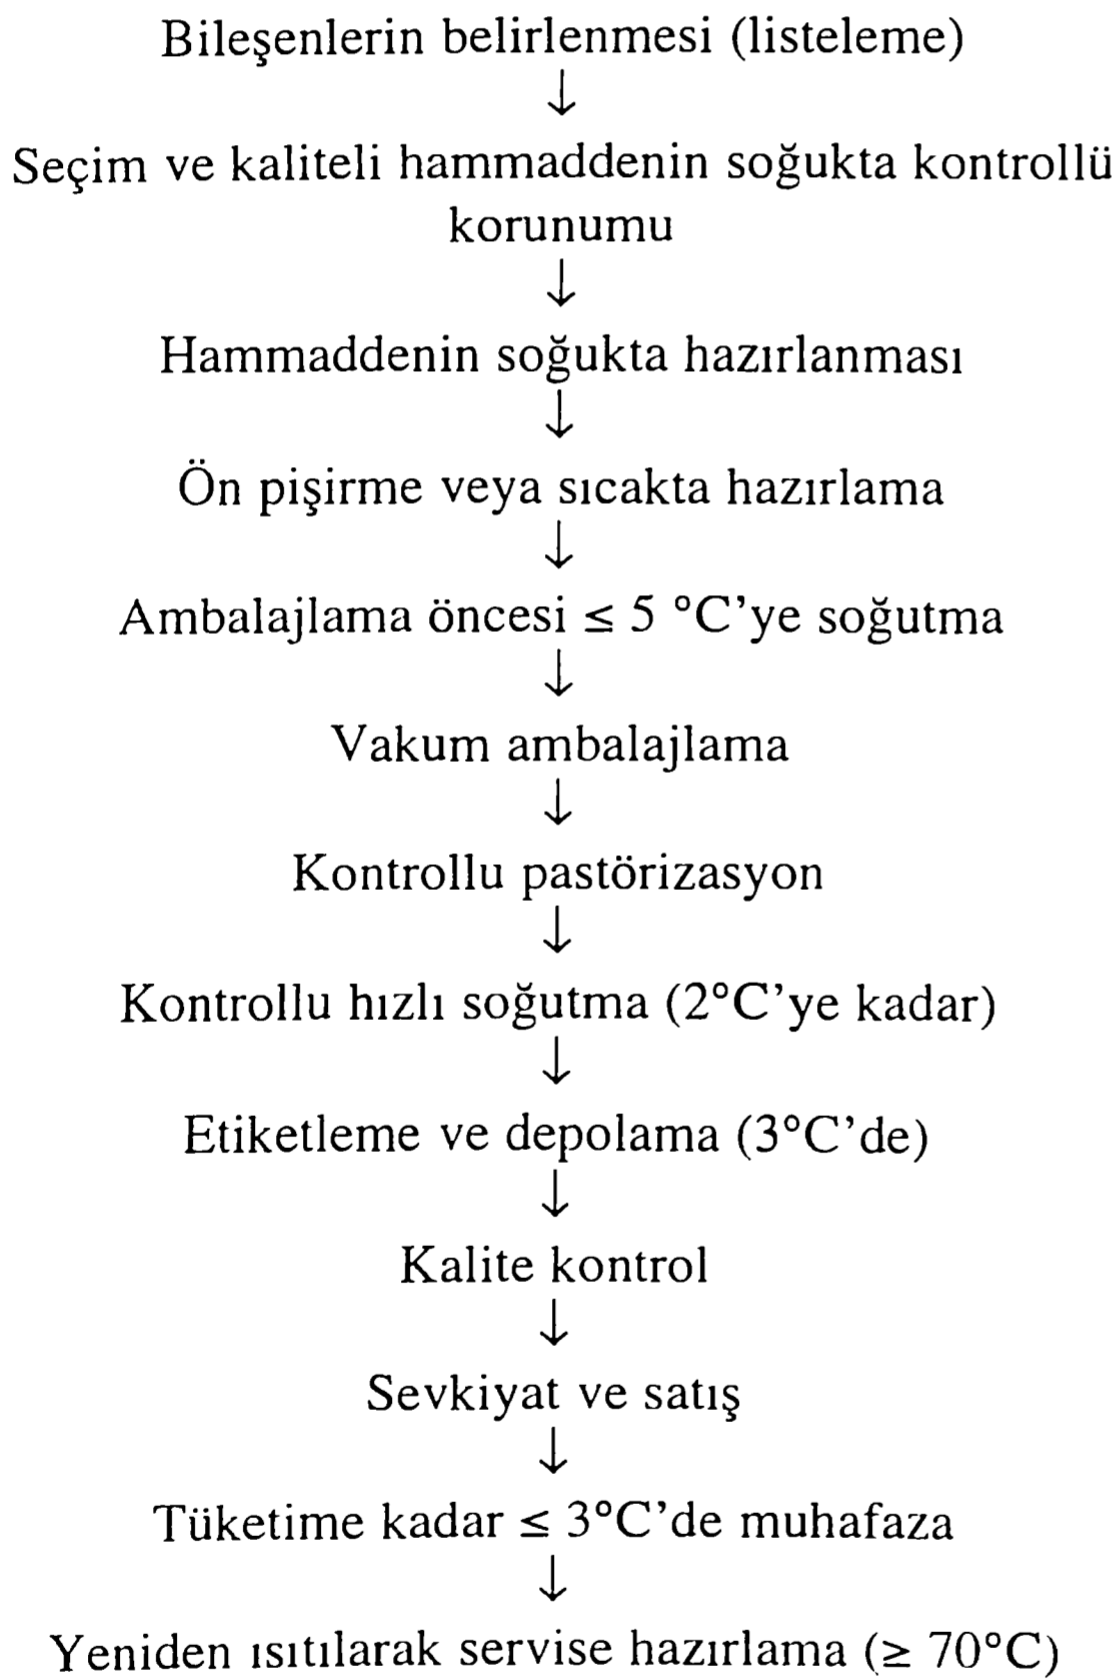 Bileşenlerin belirlenmesi (listeleme)
↓
Seçim ve kaliteli hammaddenin soğukta kontrollü
korunumu
↓
Hammaddenin soğukta hazırlanması
↓
Ön pişirme veya sıcakta hazırlama
↓
Ambalajlama öncesi ≤ 5 °C’ye soğutma
↓
Vakum ambalajlama
↓
Kontrollu pastörizasyon
↓
Kontrollu hızlı soğutma (2°C’ye kadar)
↓
Etiketleme ve depolama (3°C’de)
↓
Kalite kontrol
↓
Sevkiyat ve satış
↓
Tüketime kadar ≤ 3°C’de muhafaza
↓
Yeniden ısıtılarak servise hazırlama (≥ 70°C)